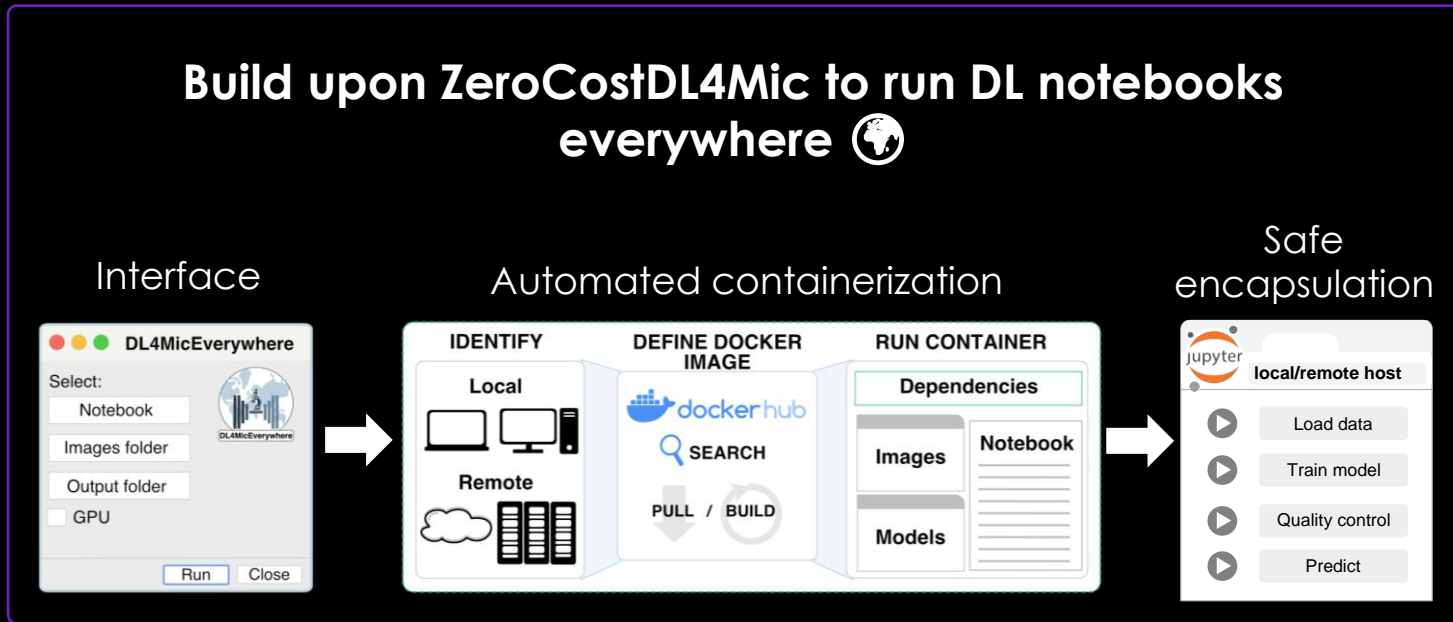 Build upon ZeroCostDL4Mic to run DL notebooks
everywhere
Interface
DL4MicEverywhere
Select:
Notebook
Images folder
Output folder
GPU
DL4MicEverywhere
Run
Close
Automated containerization
IDENTIFY
Local
Remote
DEFINE DOCKER
IMAGE
dockerhub
SEARCH
PULL / BUILD
RUN CONTAINER
Dependencies
Images
Models
Notebook
Safe
encapsulation
jupyter
local/remote host
Load data
Train model
Quality control
Predict